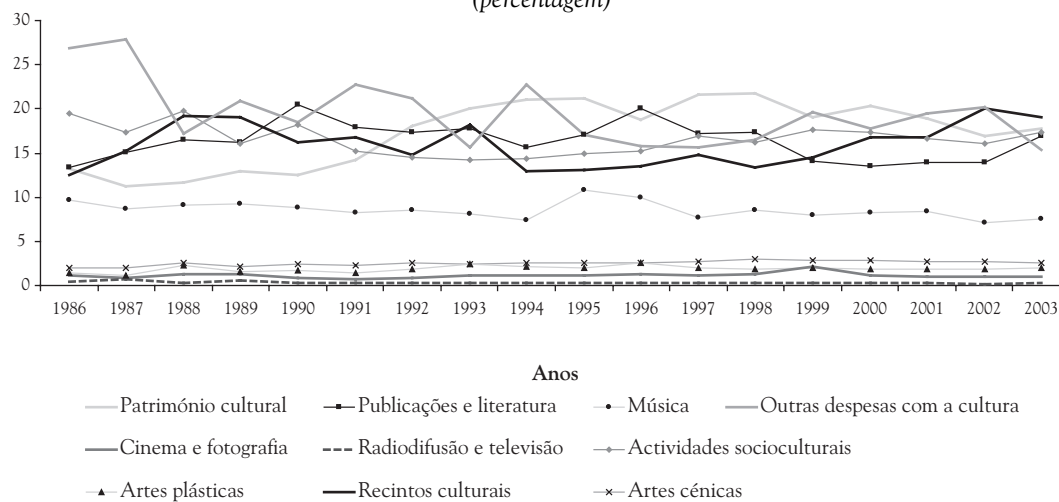 (percentagem)
30
25
20
15
10
5
0
1986 1987 1988 1989 1990 1991 1992 1993 1994 1995 1996 1997 1998 1999 2000 2001 2002 2003
Anos
Património cultural Publicações e literatura Música Outras despesas com a cultura
Cinema e fotografia Radiodifusão e televisão Actividades socioculturais
Artes plásticas Recintos culturais Artes cénicas